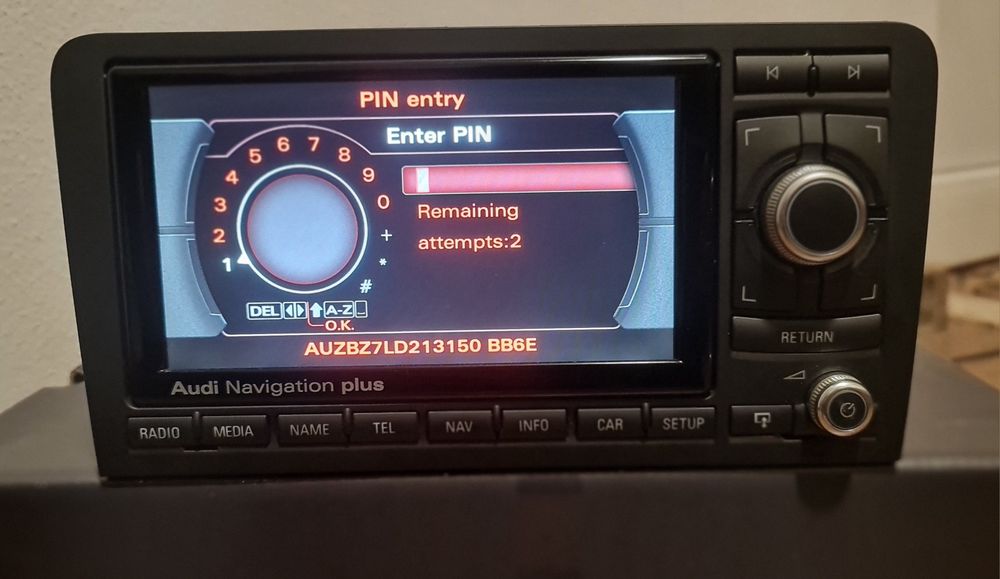 PIN entry
Enter PIN
1 2 3 4 5 6 7 8 9 0 + * #
Remaining
attempts:2
DEL A-Z
O.K.
AUZBZ7LD213150 BB6E
Audi Navigation plus
RETURN
RADIO MEDIA NAME TEL NAV INFO CAR SETUP